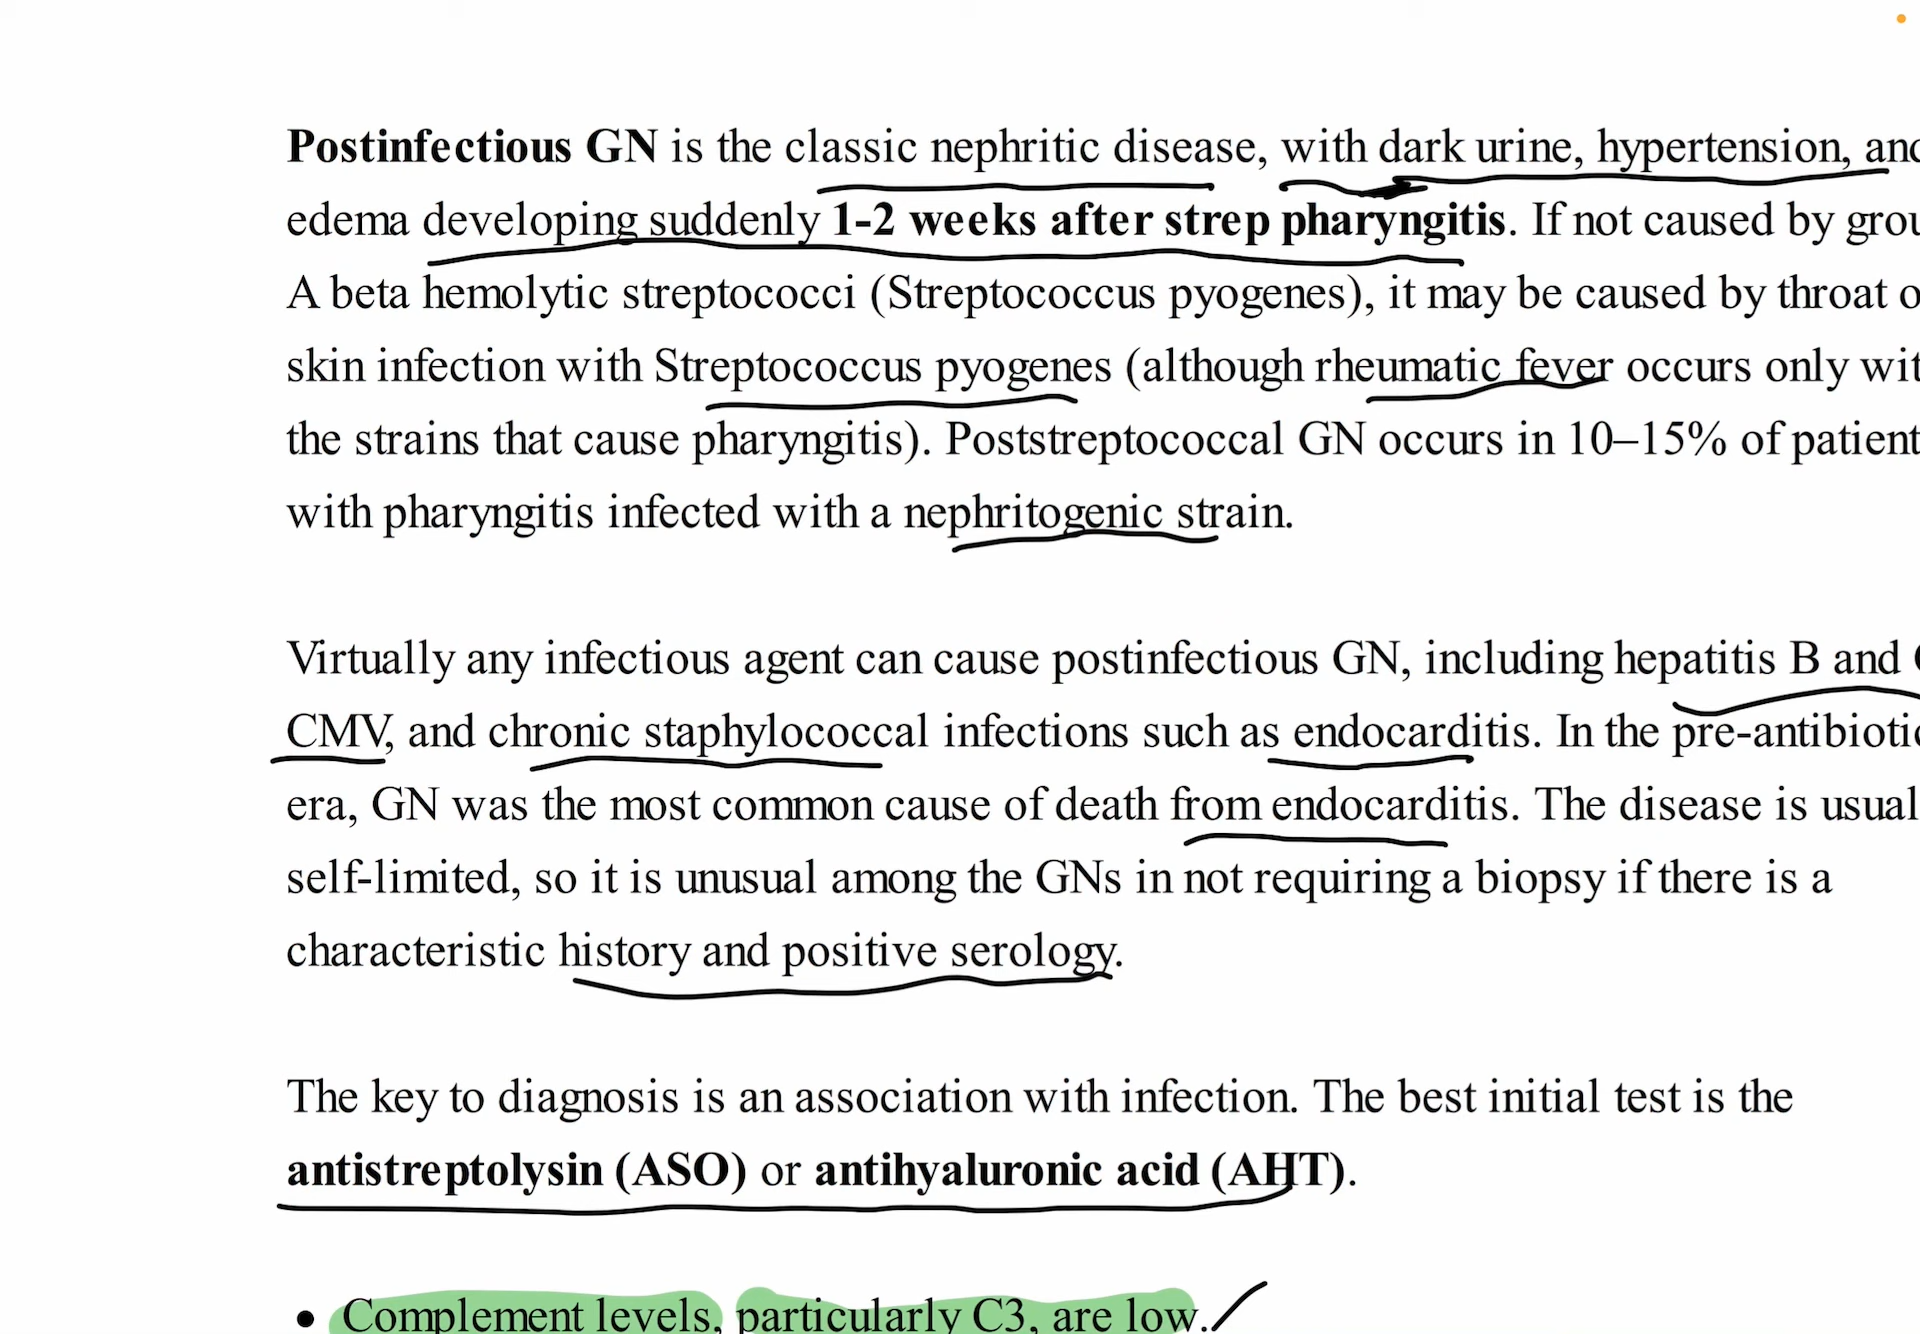 Postinfectious GN is the classic nephritic disease, with dark urine, hypertension, and
edema developing suddenly 1-2 weeks after strep pharyngitis. If not caused by grou
A beta hemolytic streptococci (Streptococcus pyogenes), it may be caused by throat o
skin infection with Streptococcus pyogenes (although rheumatic fever occurs only wit
the strains that cause pharyngitis). Poststreptococcal GN occurs in 10–15% of patient
with pharyngitis infected with a nephritogenic strain.
Virtually any infectious agent can cause postinfectious GN, including hepatitis B and
CMV, and chronic staphylococcal infections such as endocarditis. In the pre-antibiotic
era, GN was the most common cause of death from endocarditis. The disease is usual
self-limited, so it is unusual among the GNs in not requiring a biopsy if there is a
characteristic history and positive serology.
The key to diagnosis is an association with infection. The best initial test is the
antistreptolysin (ASO) or antihyaluronic acid (AHT).
• Complement levels, particularly C3, are low.